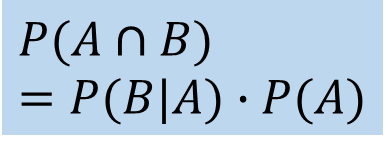 P(A ∩ B)
= P(B|A) · P(A)